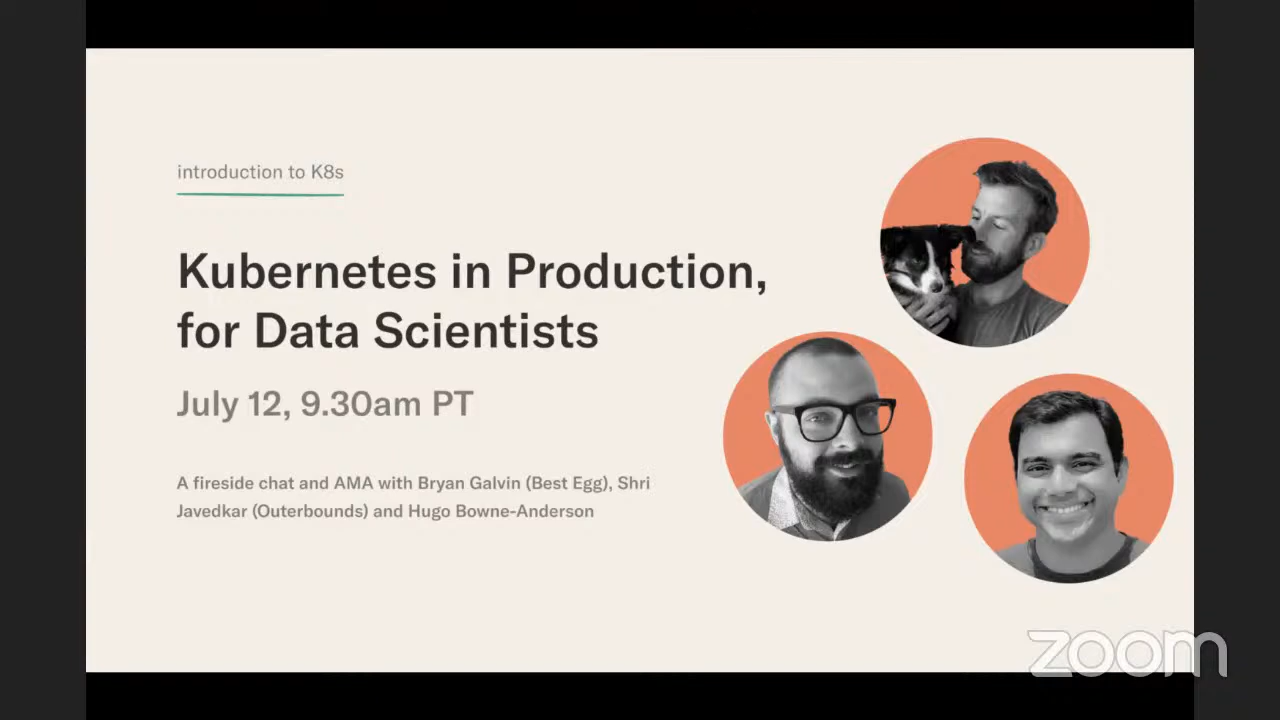 introduction to K8s
Kubernetes in Production,
for Data Scientists
July 12, 9.30am PT
A fireside chat and AMA with Bryan Galvin (Best Egg), Shri
Javedkar (Outerbounds) and Hugo Bowne-Anderson
zoom